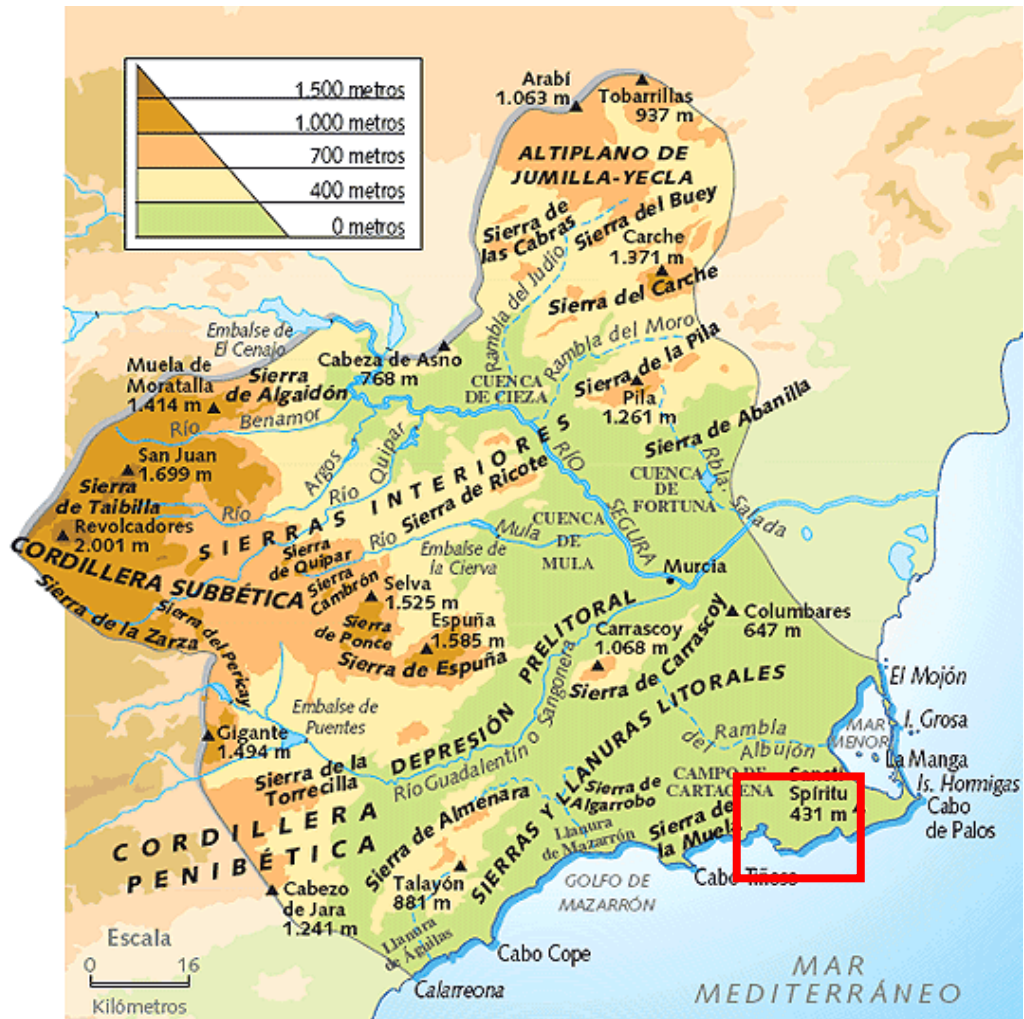 1.500 metros
1.000 metros
700 metros
400 metros
0 metros
Arabí
1.063 m
Tobarrillas
937 m
ALTIPLANO DE
JUMILLA-YECLA
Sierra de
las Cabras
Sierra del Buey
Carche
1.371 m
Rambla del Judío
Sierra del Carche
Embalse de
El Cenajo
Rambla del Moro
Muela de
Moratalla
1.414 m
Sierra
de Algaidón
Cabeza de Asno
768 m
CUENCA
DE CIEZA
Sierra de la Pila
Pila
1.261 m
Sierra de Abanilla
Río Benamor
San Juan
1.699 m
Argos
Río Quipar
Río
SIERRAS INTERIORES
Sierra de Ricote
RÍO SEGURA
CUENCA
DE
FORTUNA
Rbla. Salada
Sierra
de Taibilla
Revolcadores
2.001 m
CORDILLERA SUBBÉTICA
Sierra
de Quipar
Río Mula
Embalse de
la Cierva
CUENCA
DE
MULA
Murcia
Sierra de la Zarza
Sierra del Pericay
Sierra
Cambrón
Selva
1.525 m
Sierra
de Ponce
Espuña
1.585 m
Sierra de Espuña
DEPRESIÓN PRELITORAL
Carrascoy
1.068 m
Sierra de Carrascoy
Columbares
647 m
Gigante
1.494 m
Embalse de
Puentes
Río Guadalentín o Sangonera
SIERRAS Y LLANURAS LITORALES
El Mojón
I. Grosa
MAR
MENOR
La Manga
Is. Hormigas
Cabo
de Palos
Rambla
del Albujón
Sierra de la
Torrecilla
CORDILLERA
PENIBÉTICA
Sierra de Almenara
Sierra de
Algarrobo
CAMPO DE
CARTAGENA
Spíritu
431 m
Llanura
de Mazarrón
Sierra de
la Muela
Cabo Tiñoso
Talayón
881 m
GOLFO DE
MAZARRÓN
Cabezo
de Jara
1.241 m
Llanura
de Águilas
Cabo Cope
Calarreona
Escala
0 16
Kilómetros
MAR
MEDITERRÁNEO